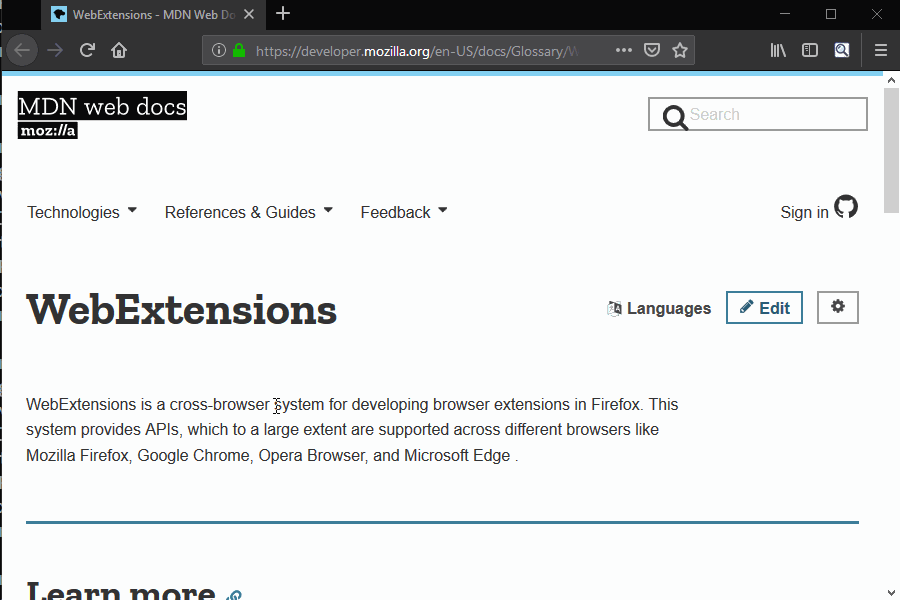 WebExtensions - MDN Web Do
https://developer.mozilla.org/en-US/docs/Glossary/W
MDN web docs
moz://a
Search
Technologies References & Guides Feedback Sign in
WebExtensions
Languages Edit
WebExtensions is a cross-browser system for developing browser extensions in Firefox. This
system provides APIs, which to a large extent are supported across different browsers like
Mozilla Firefox, Google Chrome, Opera Browser, and Microsoft Edge .
Learn more